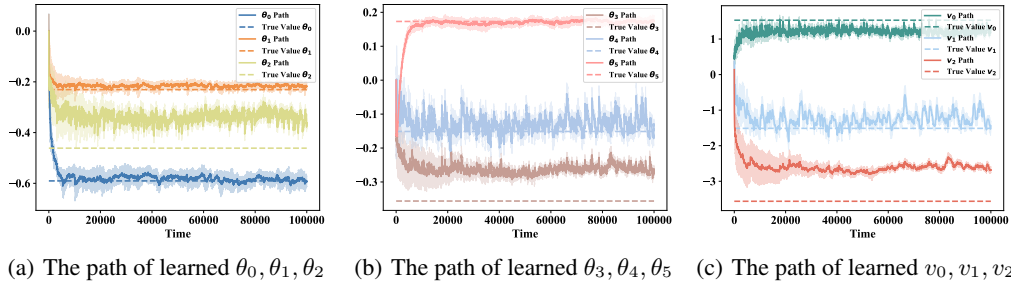 0.0
−0.2
−0.4
−0.6
0
20000
40000
60000
80000
100000
Time
θ0 Path
True Value θ0
θ1 Path
True Value θ1
θ2 Path
True Value θ2
0.1
0.0
−0.1
−0.2
−0.3
0
20000
40000
60000
80000
100000
Time
θ3 Path
True Value θ3
θ4 Path
True Value θ4
θ5 Path
True Value θ5
1
0
−1
−2
−3
0
20000
40000
60000
80000
100000
Time
v0 Path
True Value v0
v1 Path
True Value v1
v2 Path
True Value v2
(a) The path of learned θ0, θ1, θ2
(b) The path of learned θ3, θ4, θ5
(c) The path of learned v0, v1, v2